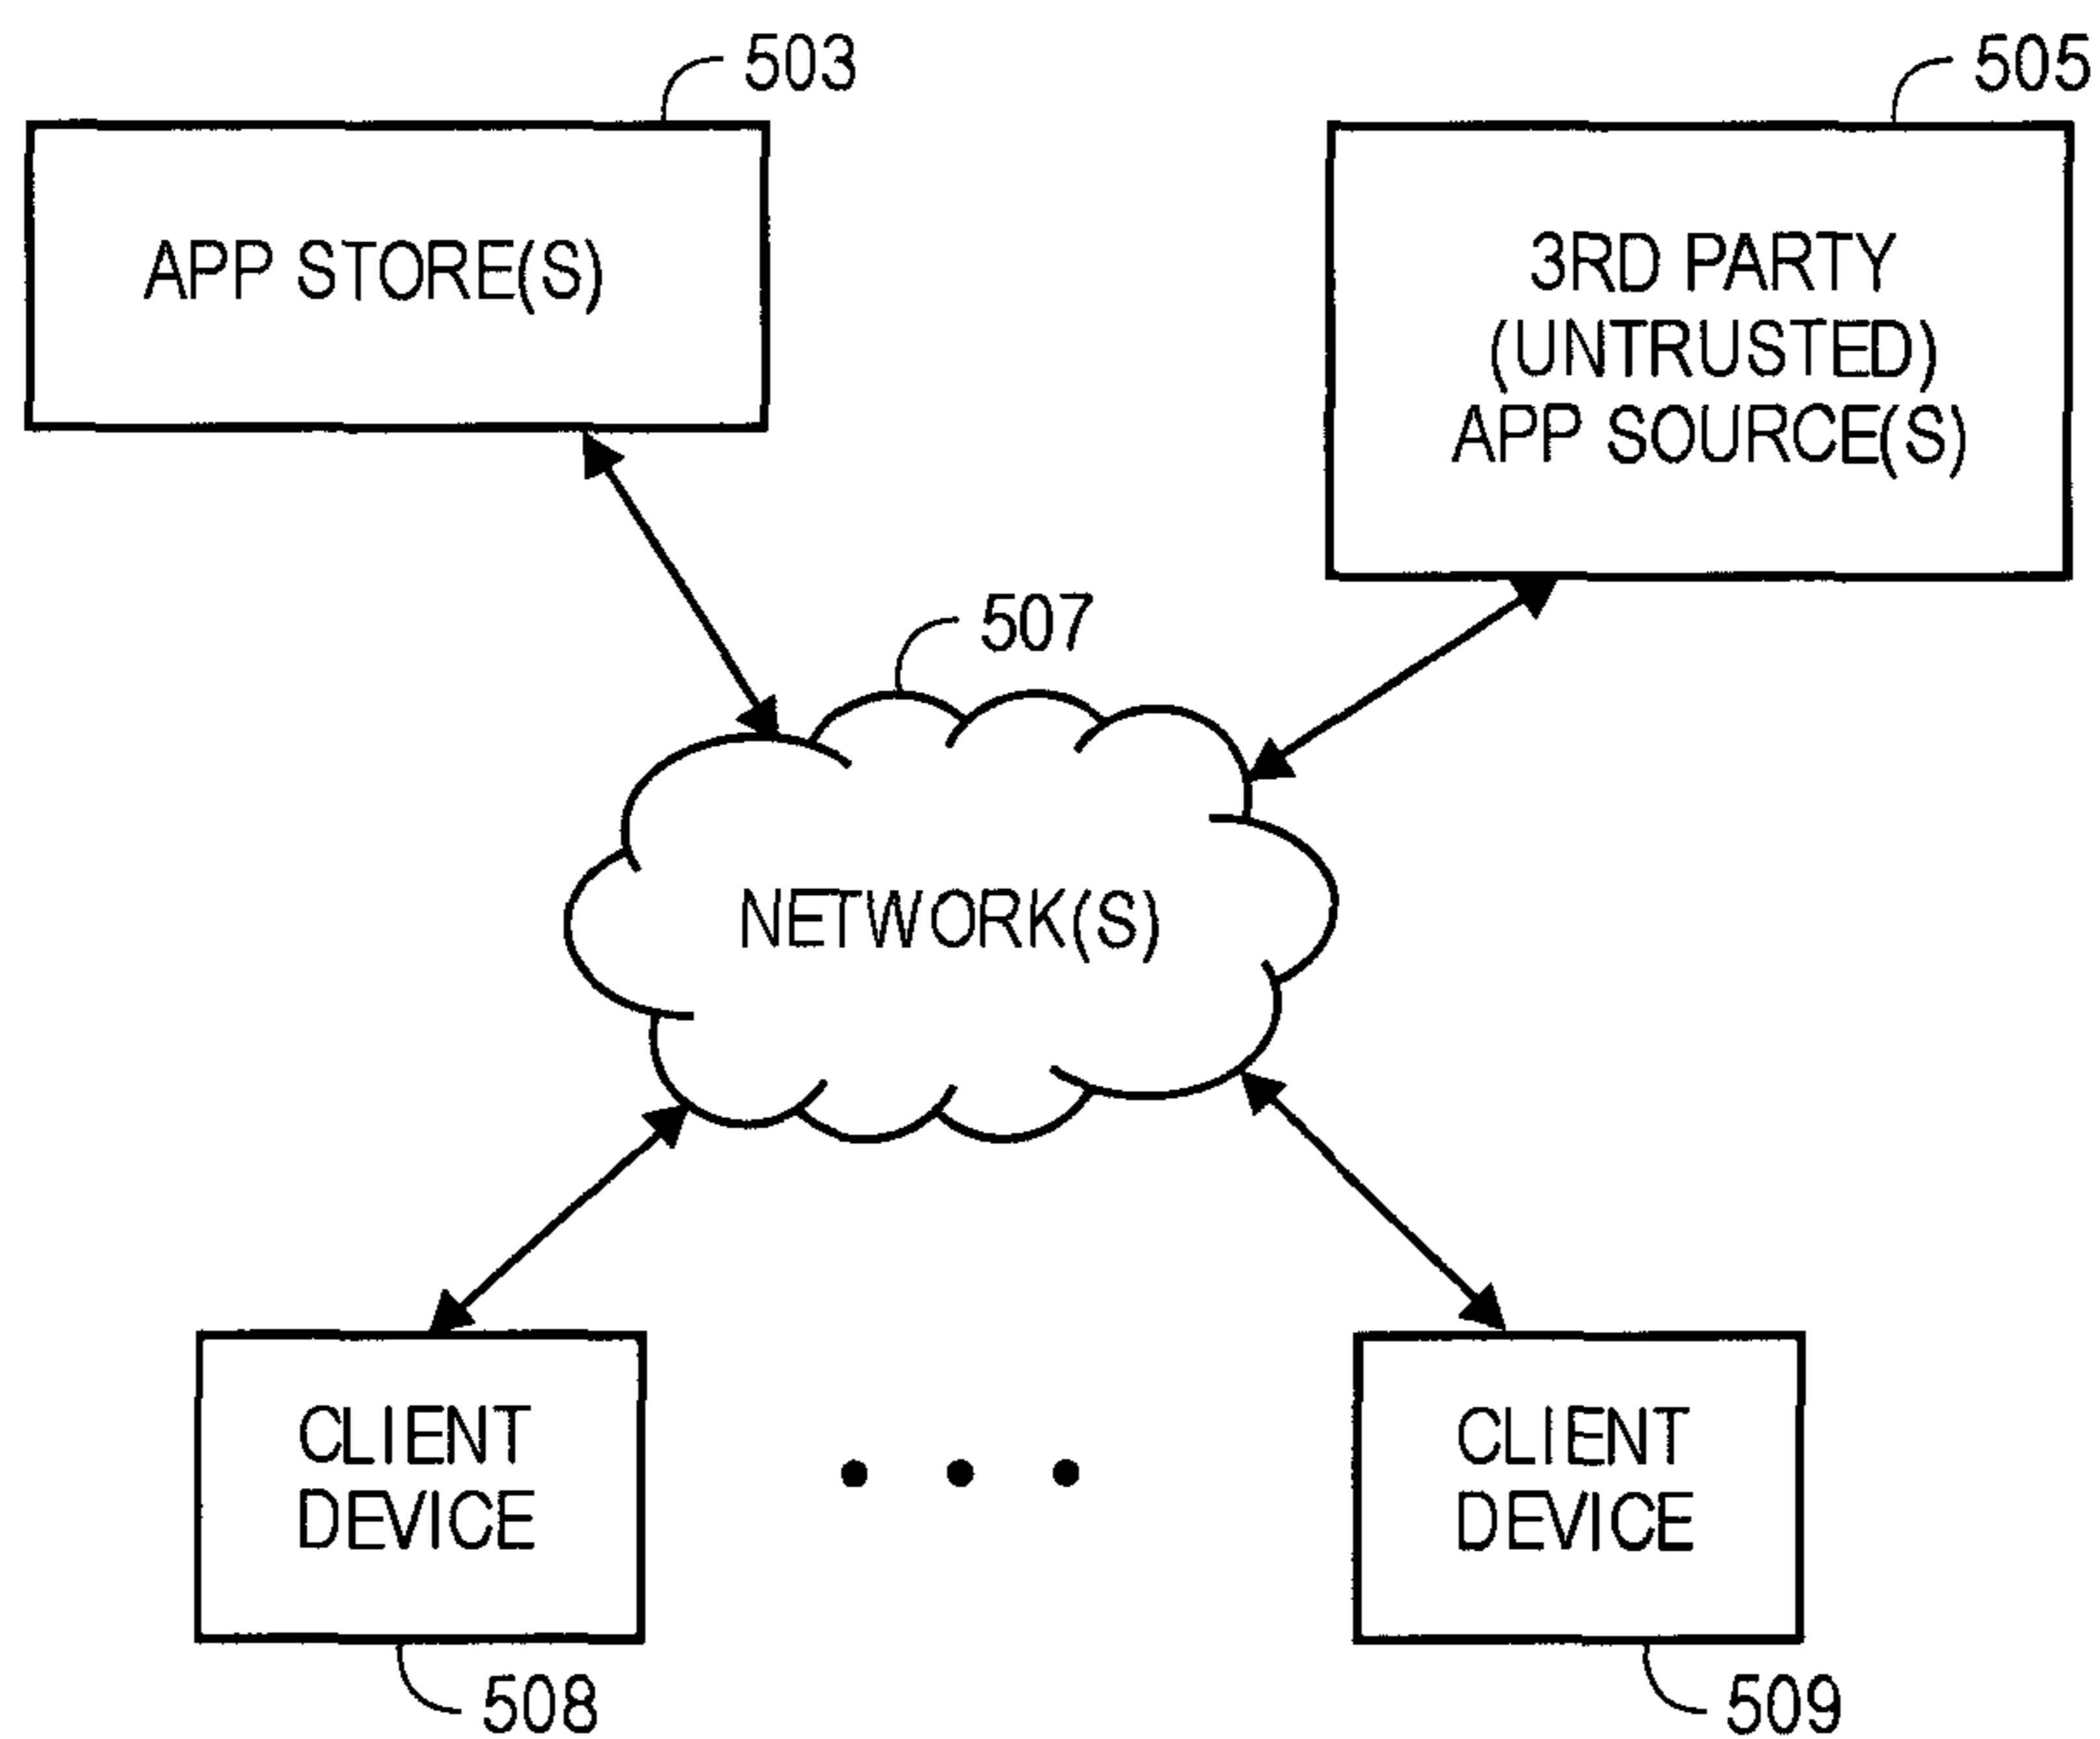 503
505
APP STORE(S)
3RD PARTY
(UNTRUSTED)
APP SOURCE(S)
507
NETWORK(S)
CLIENT
DEVICE
CLIENT
DEVICE
508
509